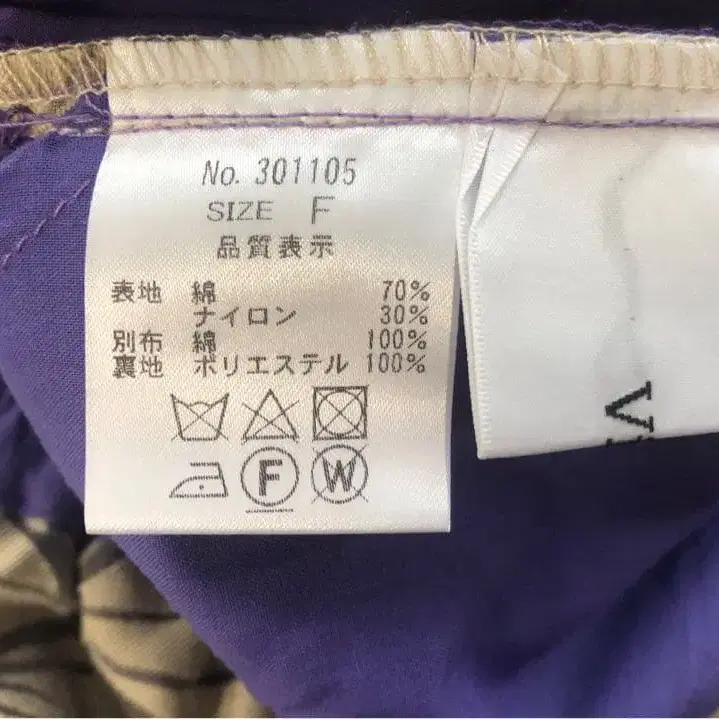 No. 301105
SIZE F
品質表示
表地 綿 70%
ナイロン 30%
別布 綿 100%
裏地 ポリエステル 100%
F W